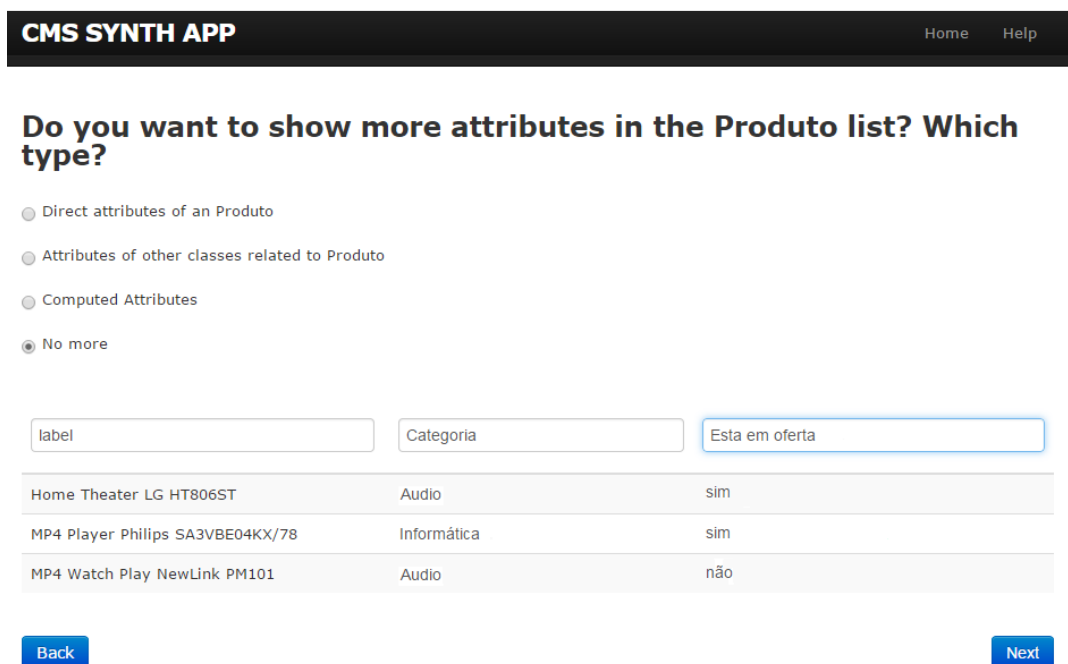 CMS SYNTH APP Home Help
Do you want to show more attributes in the Produto list? Which
type?
Direct attributes of an Produto
Attributes of other classes related to Produto
Computed Attributes
No more
label Categoria Esta em oferta
Home Theater LG HT806ST Audio sim
MP4 Player Philips SA3VBE04KX/78 Informática sim
MP4 Watch Play NewLink PM101 Audio não
Back Next